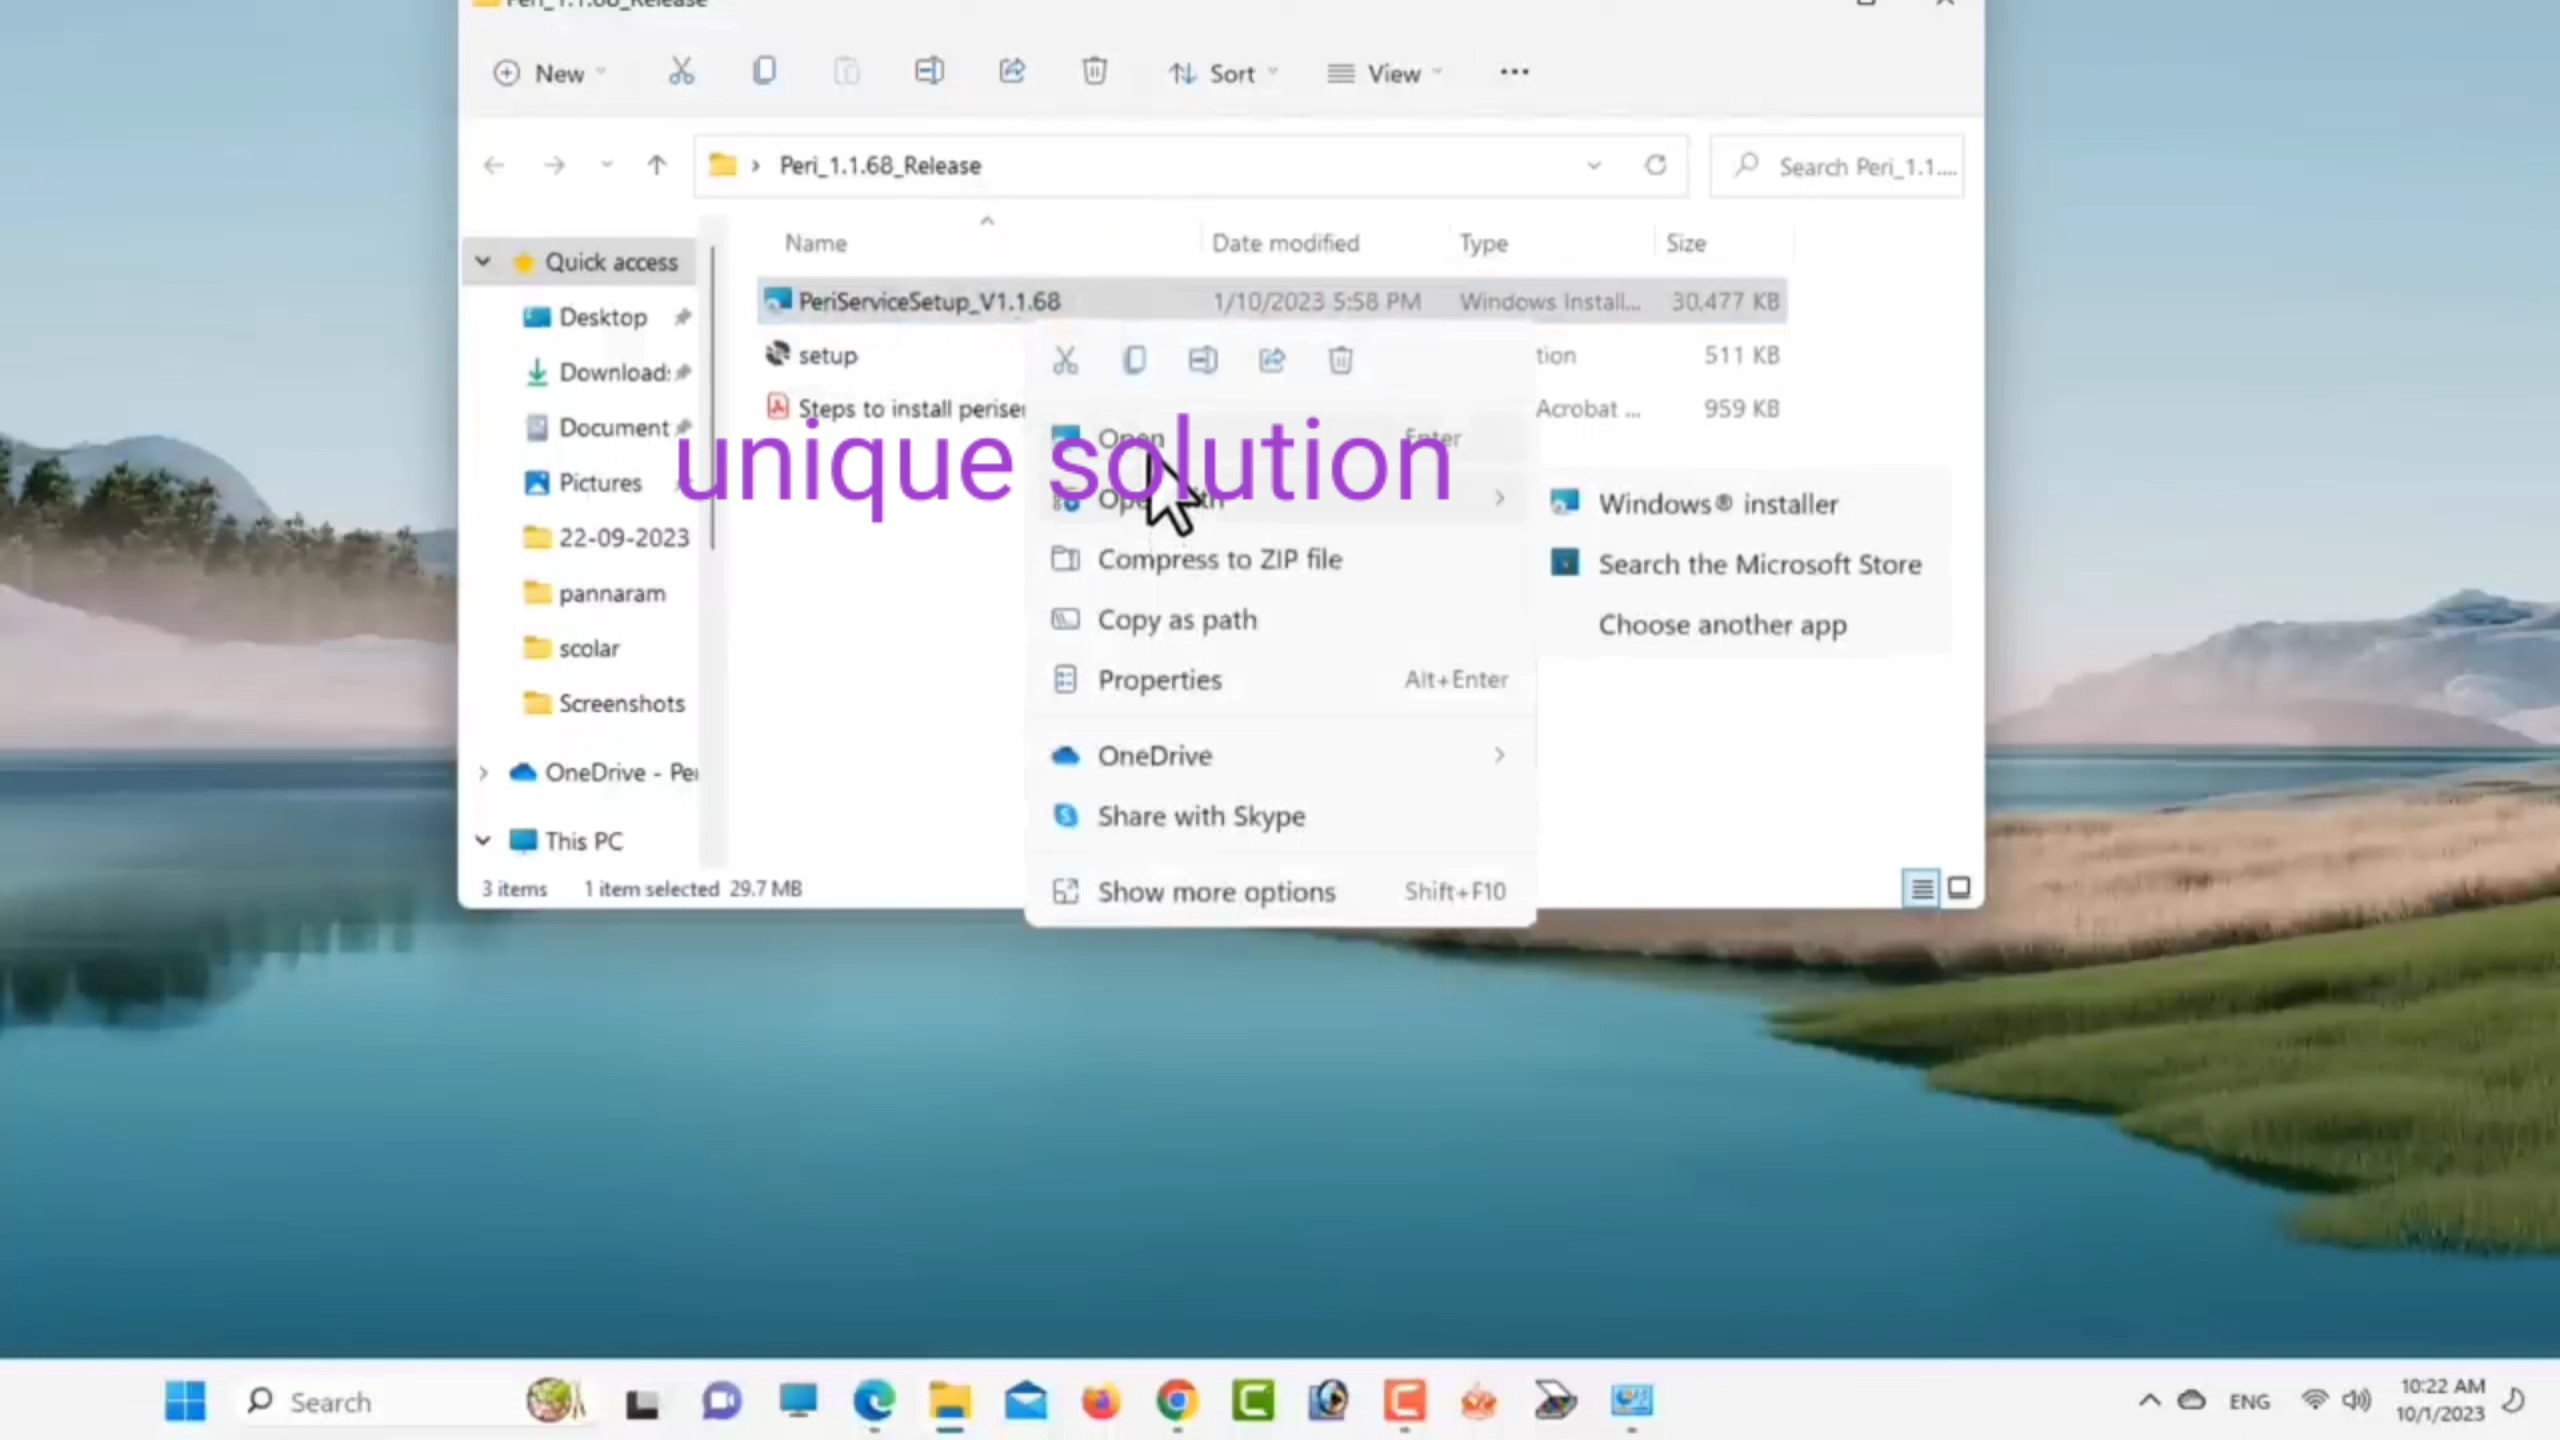 Peri_1.1.68_Release
New
Sort
View
Peri_1.1.68_Release
Search Peri_1.1....
Name
Date modified
Type
Size
Quick access
Desktop
Download:
Document
Pictures
22-09-2023
pannaram
scolar
Screenshots
OneDrive - Per
This PC
PeriServiceSetup_V1.1.68 1/10/2023 5:58 PM Windows Install... 30,477 KB
setup tion 511 KB
Steps to install periser Acrobat ... 959 KB
unique solution
Open Enter
Compress to ZIP file
Copy as path
Properties Alt+Enter
OneDrive
Share with Skype
Show more options Shift+F10
Windows® installer
Search the Microsoft Store
Choose another app
3 items 1 item selected 29.7 MB
Search
ENG
10:22 AM
10/1/2023